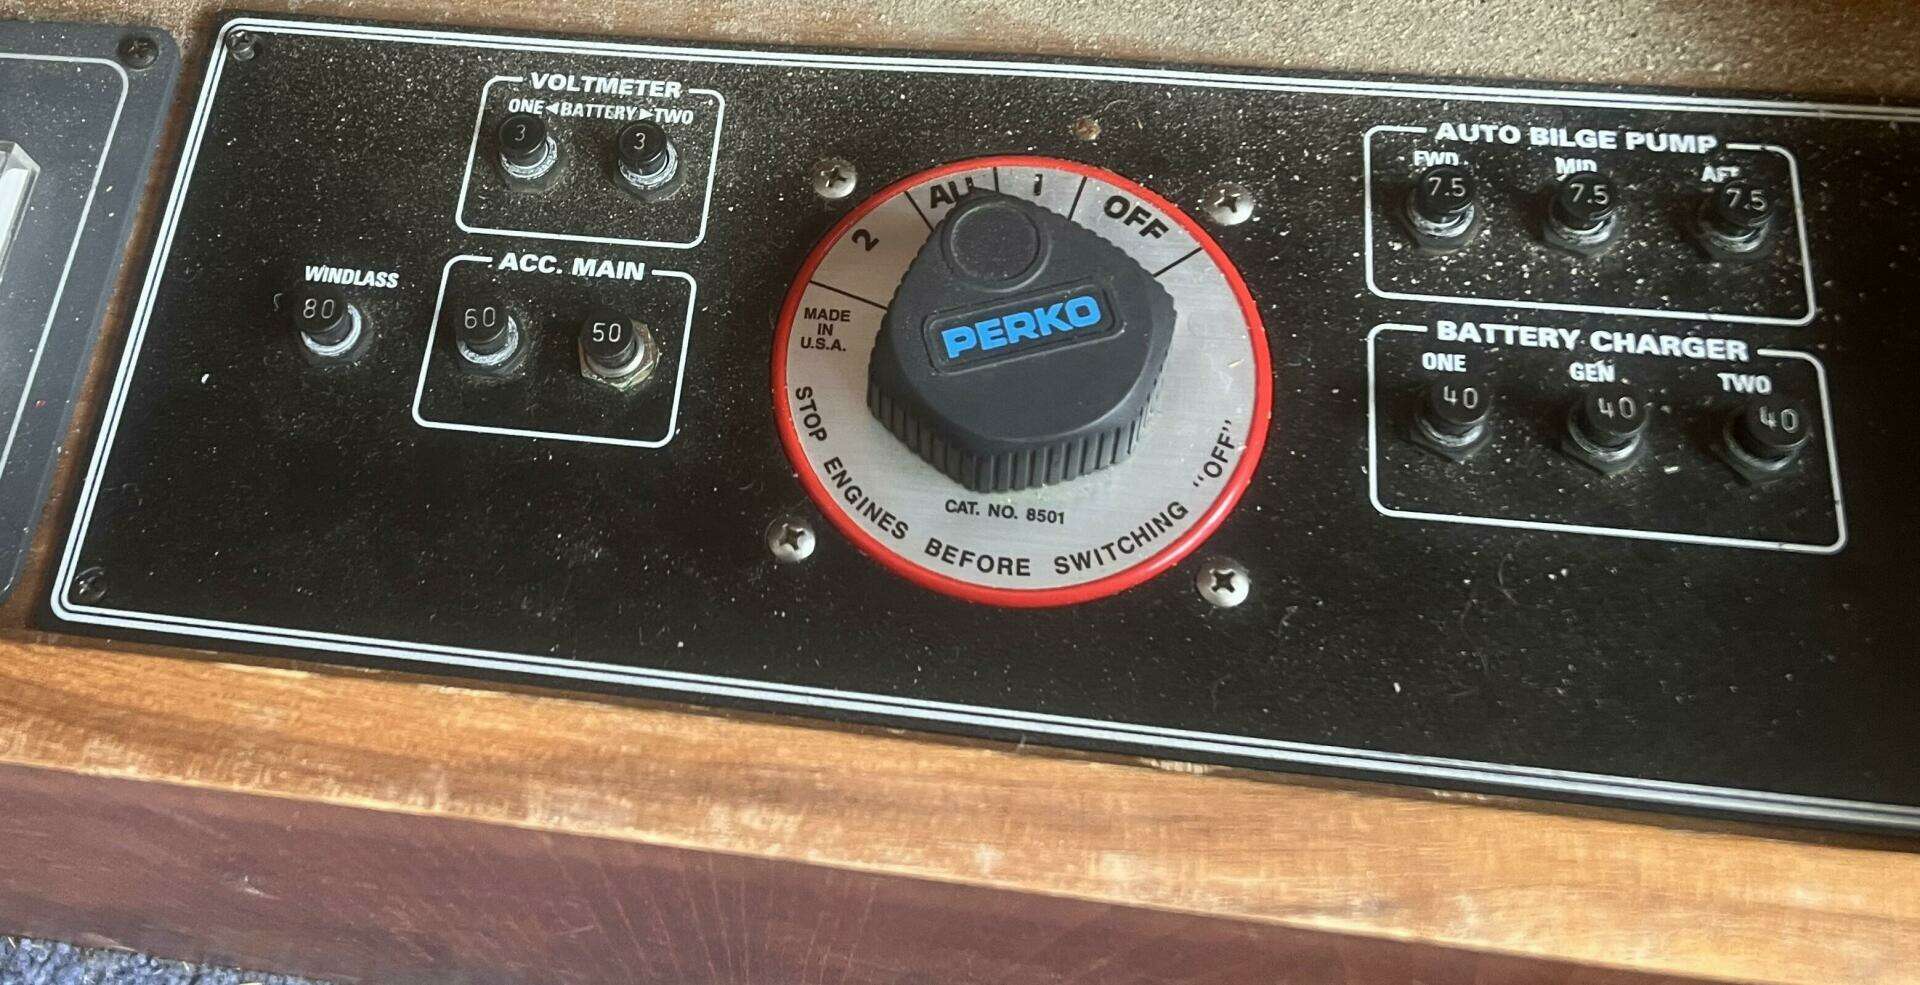 VOLTMETER
ONE◄BATTERY►TWO
3 3
WINDLASS
80
ACC. MAIN
60 50
2 1 OFF
PERKO
MADE
IN
U.S.A.
CAT. NO. 8501
STOP ENGINES BEFORE SWITCHING "OFF"
AUTO BILGE PUMP
FWD. MID AFT
7.5 7.5 7.5
BATTERY CHARGER
ONE GEN. TWO
40 40 40